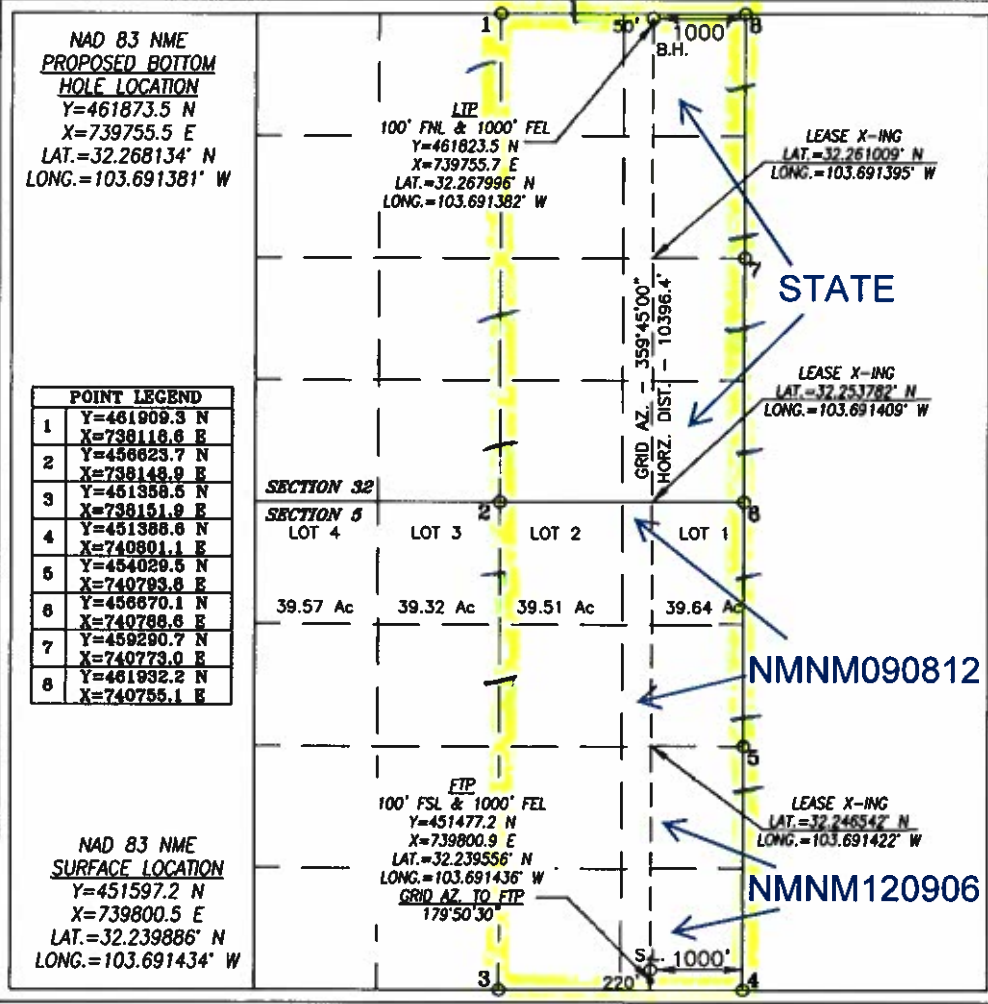 NAD 83 NME
PROPOSED BOTTOM
HOLE LOCATION
Y=461873.5 N
X=739755.5 E
LAT.=32.268134° N
LONG.=103.691381° W
1
50'
1000'
8
B.H.
LTP
100' FNL & 1000' FEL
Y=461823.5 N
X=739755.7 E
LAT.=32.267996° N
LONG.=103.691382° W
LEASE X-ING
LAT.=32.261009° N
LONG.=103.691395° W
7
STATE
GRID AZ. - 359°45'00"
HORZ. DIST. - 10396.4'
LEASE X-ING
LAT.=32.253782° N
LONG.=103.691409° W
POINT LEGEND
1 Y=461909.3 N
X=738118.6 E
2 Y=456623.7 N
X=738148.9 E
3 Y=451358.5 N
X=738151.9 E
4 Y=451388.6 N
X=740801.1 E
5 Y=454029.5 N
X=740793.8 E
6 Y=456670.1 N
X=740788.6 E
7 Y=459290.7 N
X=740773.0 E
8 Y=461932.2 N
X=740755.1 E
SECTION 32
SECTION 5
2
6
LOT 4
LOT 3
LOT 2
LOT 1
39.57 Ac
39.32 Ac
39.51 Ac
39.64 Ac
NMNM090812
5
FTP
100' FSL & 1000' FEL
Y=451477.2 N
X=739800.9 E
LAT.=32.239556° N
LONG.=103.691436° W
GRID AZ. TO FTP
179°50'30"
LEASE X-ING
LAT.=32.246542° N
LONG.=103.691422° W
NMNM120906
NAD 83 NME
SURFACE LOCATION
Y=451597.2 N
X=739800.5 E
LAT.=32.239886° N
LONG.=103.691434° W
S.L.
1000'
220'
3
4